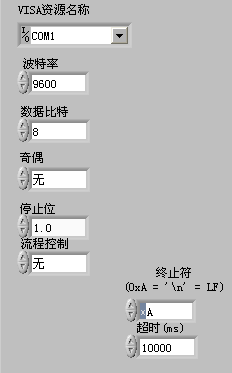 VISA资源名称
I/O COM1
波特率
9600
数据比特
8
奇偶
无
停止位
1.0
流程控制
无
终止符
(0xA = '\n' = LF)
xA
超时(ms)
10000